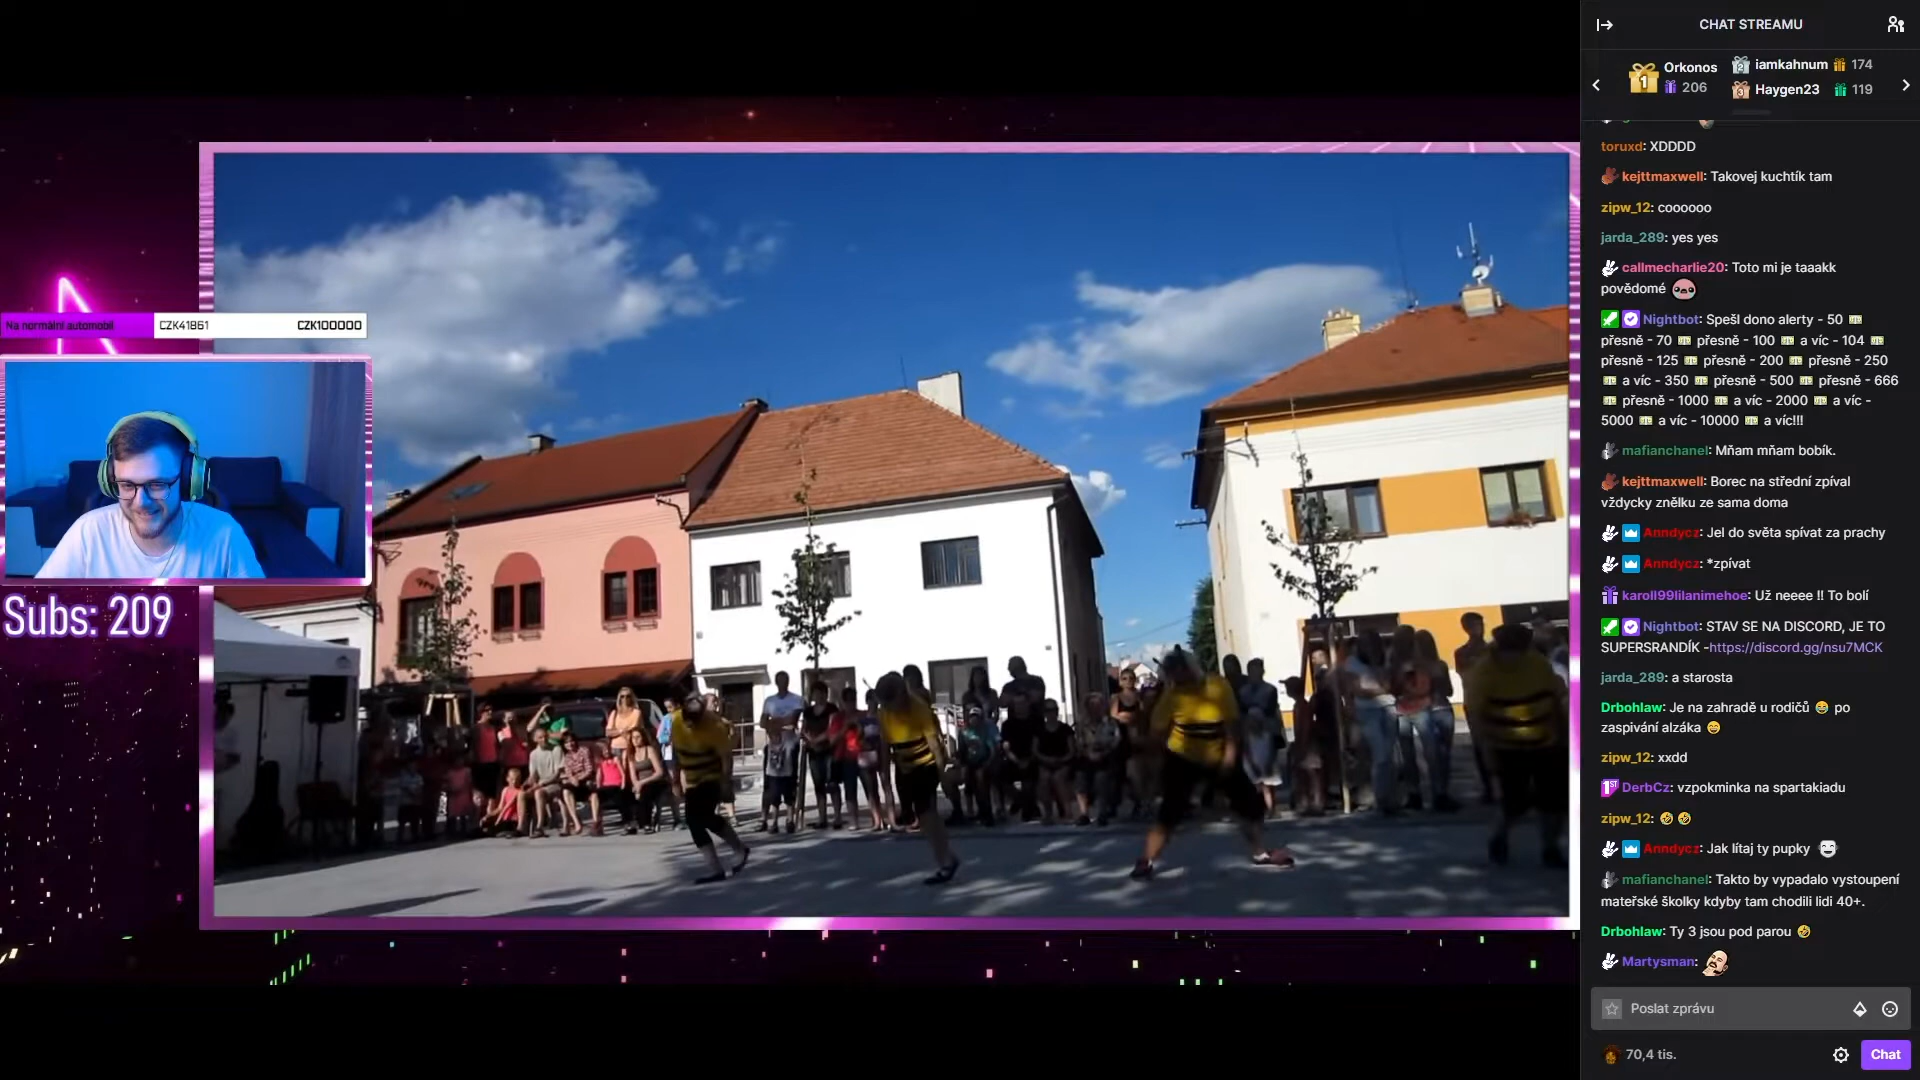 Na normální automobil
CZK41861
CZK100000
Subs: 209
CHAT STREAMU
1
Orkonos
206
2
iamkahnum
174
3
Haygen23
119
toruxd: XDDDD
kejttmaxwell: Takovej kuchtík tam
zipw_12: coooooo
jarda_289: yes yes
callmecharlie20: Toto mi je taaakk
povědomé
Nightbot: Spešl dono alerty - 50
přesně - 70 přesně - 100 a víc - 104
přesně - 125 přesně - 200 přesně - 250
a víc - 350 přesně - 500 přesně - 666
přesně - 1000 a víc - 2000 a víc -
5000 a víc - 10000 a víc!!!
mafianchanel: Mňam mňam bobík.
kejttmaxwell: Borec na střední zpíval
vždycky znělku ze sama doma
Anndycz: Jel do světa spívat za prachy
Anndycz: *zpívat
karoll99lilanimehoe: Už neeee !! To bolí
Nightbot: STAV SE NA DISCORD, JE TO
SUPERSRANDÍK -https://discord.gg/nsu7MCK
jarda_289: a starosta
Drbohlaw: Je na zahradě u rodičů 😂 po
zaspívání alzáka 😄
zipw_12: xxdd
1ST DerbCz: vzpokminka na spartakiadu
zipw_12: 🤣 🤣
Anndycz: Jak lítaj ty pupky
mafianchanel: Takto by vypadalo vystoupení
mateřské školky kdyby tam chodili lidi 40+.
Drbohlaw: Ty 3 jsou pod parou 🤣
Martysman:
Poslat zprávu
70,4 tis.
Chat